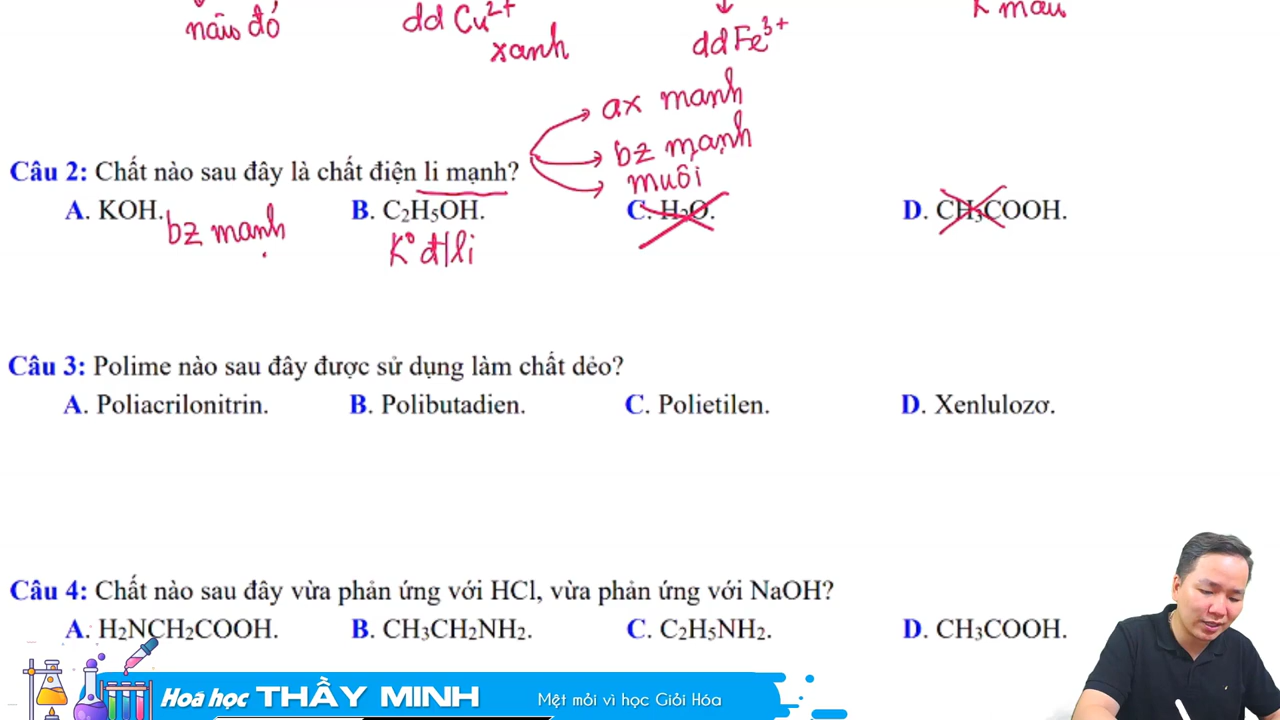 nâu đỏ
dd Cu2+
xanh
dd Fe3+
K màu
ax mạnh
bz mạnh
muôi
Câu 2: Chất nào sau đây là chất điện li mạnh?
A. KOH. B. C2H5OH. C. H2O. D. CH3COOH.
bz mạnh
K° đ/li
Câu 3: Polime nào sau đây được sử dụng làm chất dẻo?
A. Poliacrilonitrin. B. Polibutadien. C. Polietilen. D. Xenlulozơ.
Câu 4: Chất nào sau đây vừa phản ứng với HCl, vừa phản ứng với NaOH?
A. H2NCH2COOH. B. CH3CH2NH2. C. C2H5NH2. D. CH3COOH.
Hoá học THẦY MINH Mệt mỏi vì học Giỏi Hóa